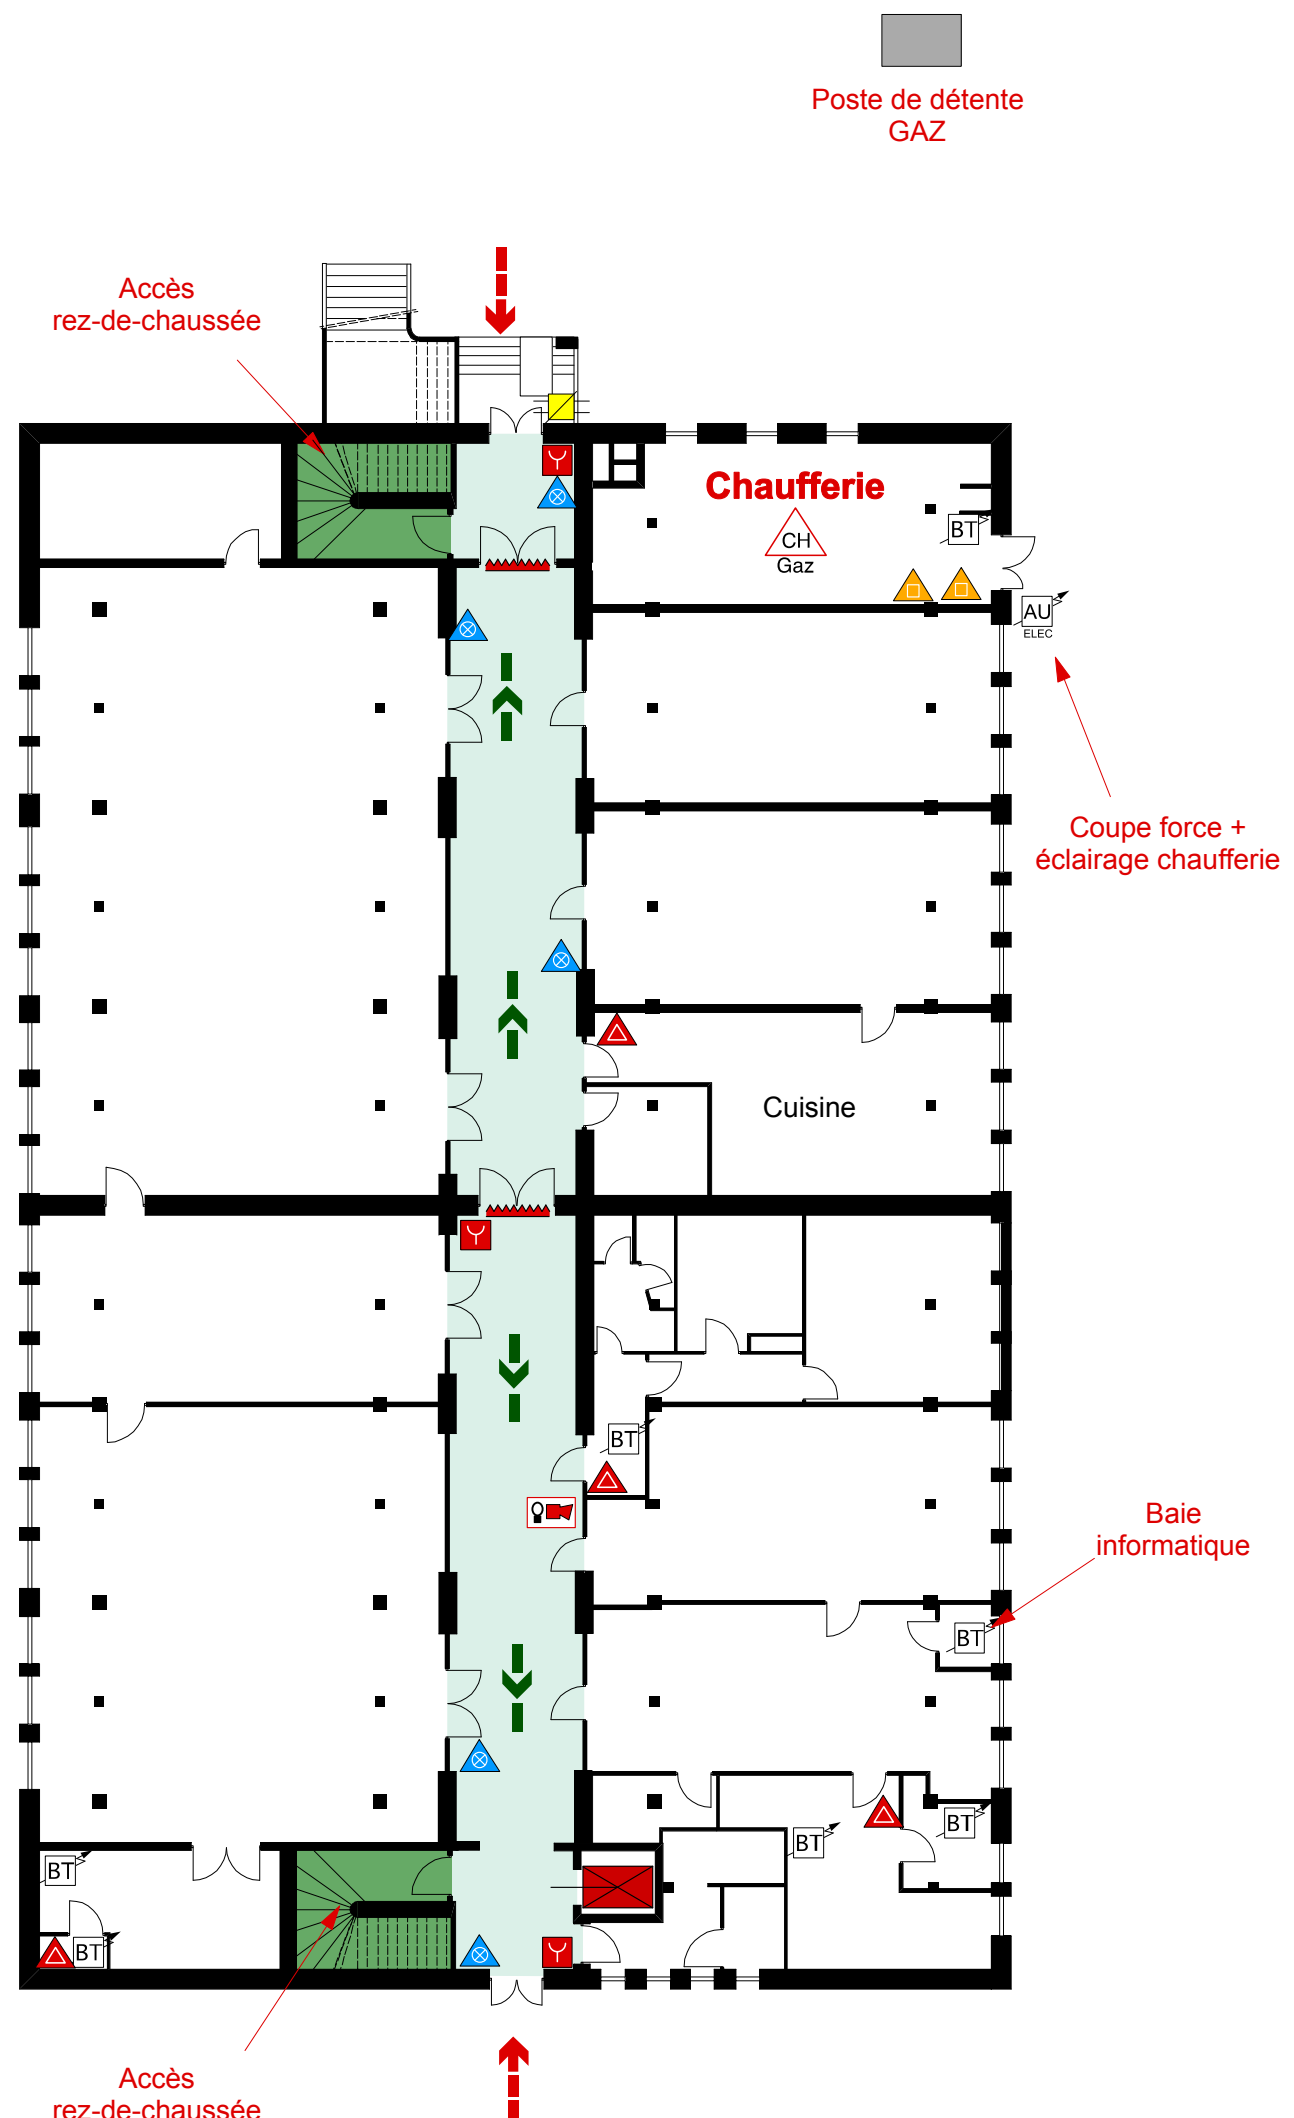 Poste de détente
GAZ
Accès
rez-de-chaussée
Chaufferie
CH
Gaz
BT
AU
ELEC
Coupe force +
éclairage chaufferie
Cuisine
BT
Baie
informatique
BT
BT
BT
BT
BT
Accès
rez-de-chaussée